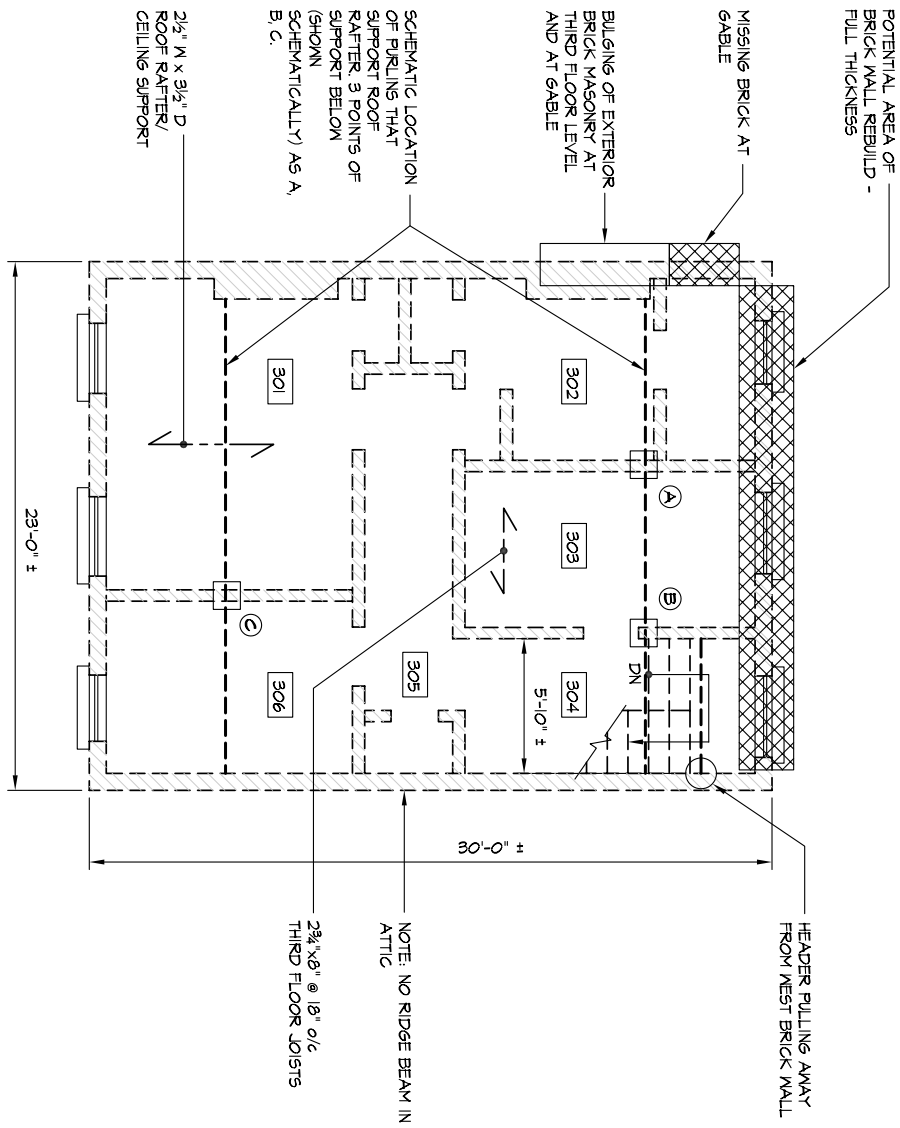 POTENTIAL AREA OF
BRICK WALL REBUILD -
FULL THICKNESS
MISSING BRICK AT
GABLE
BULGING OF EXTERIOR
BRICK MASONRY AT
THIRD FLOOR LEVEL
AND AT GABLE
SCHEMATIC LOCATION
OF PURLINS THAT
SUPPORT ROOF
RAFTER. 3 POINTS OF
SUPPORT BELOW
(SHOWN
SCHEMATICALLY) AS A,
B, C.
2½" W x 3½" D
ROOF RAFTER/
CEILING SUPPORT
301
302
A
303
B
C
306
305
304
DN
5'-10" ±
23'-0" ±
30'-0" ±
HEADER PULLING AWAY
FROM WEST BRICK WALL
NOTE: NO RIDGE BEAM IN
ATTIC
2¾"x8" @ 18" o/c
THIRD FLOOR JOISTS